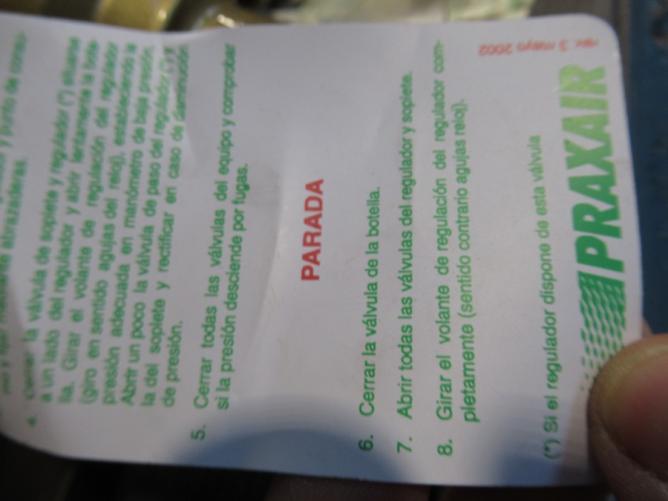 y punto de consu-
abrazaderas.
4. Cerrar la válvula de soplete y regulador (*) situarse
a un lado del regulador y abrir lentamente la bote-
lla. Girar el volante de regulación del regulador
(giro en sentido agujas del reloj), estableciendo la
presión adecuada en manómetro de baja presión.
Abrir un poco la válvula de paso del regulador (*) y
la del soplete y rectificar en caso de disminución
de presión.
5. Cerrar todas las válvulas del equipo y comprobar
si la presión desciende por fugas.
PARADA
6. Cerrar la válvula de la botella.
7. Abrir todas las válvulas del regulador y soplete.
8. Girar el volante de regulación del regulador com-
pletamente (sentido contrario agujas reloj).
(*) Si el regulador dispone de esta válvula
PRAXAIR
rev. 3 mayo 2002